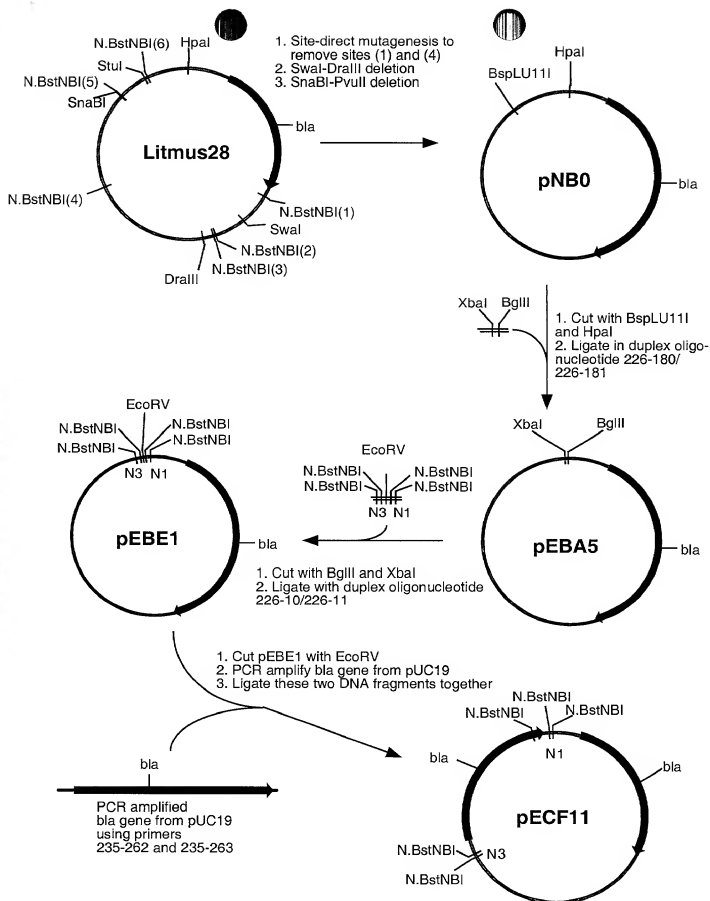 N.BstNBI(6)
HpaI
StuI
N.BstNBI(5)
SnaBI
bla
Litmus28
N.BstNBI(4)
N.BstNBI(1)
SwaI
N.BstNBI(2)
N.BstNBI(3)
DraIII
1. Site-direct mutagenesis to
remove sites (1) and (4)
2. SwaI-DraIII deletion
3. SnaBI-PvuII deletion
HpaI
BspLU11I
pNB0
bla
XbaI
BglII
1. Cut with BspLU11I
and HpaI
2. Ligate in duplex oligo-
nucleotide 226-180/
226-181
XbaI
BglII
pEBA5
bla
EcoRV
N.BstNBI
N.BstNBI
N.BstNBI
N.BstNBI
N3
N1
1. Cut with BglII and XbaI
2. Ligate with duplex oligonucleotide
226-10/226-11
EcoRV
N.BstNBI
N.BstNBI
N.BstNBI
N.BstNBI
N3
N1
pEBE1
bla
1. Cut pEBE1 with EcoRV
2. PCR amplify bla gene from pUC19
3. Ligate these two DNA fragments together
bla
PCR amplified
bla gene from pUC19
using primers
235-262 and 235-263
N.BstNBI
N.BstNBI
N.BstNBI
N1
bla
bla
pECF11
N.BstNBI
N3
N.BstNBI